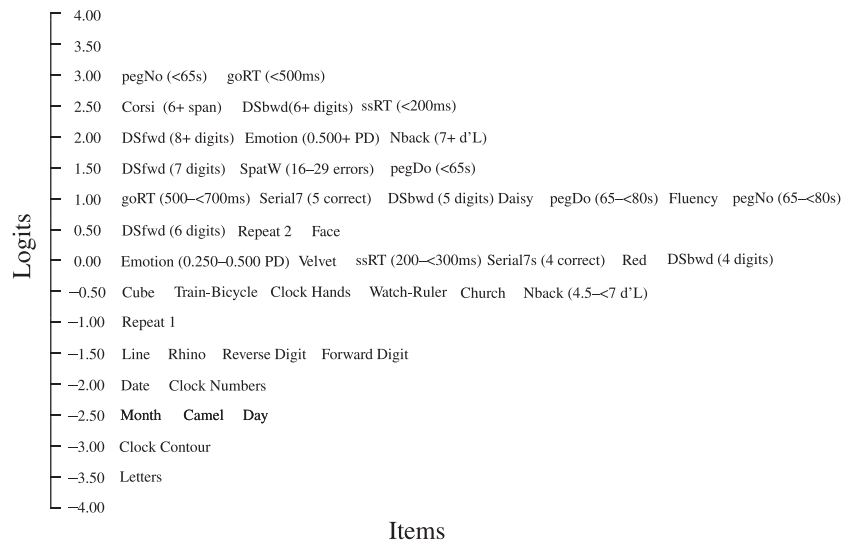 4.00
3.50
3.00 pegNo (<65s) goRT (<500ms)
2.50 Corsi (6+ span) DSbwd(6+ digits) ssRT (<200ms)
2.00 DSfwd (8+ digits) Emotion (0.500+ PD) Nback (7+ d’L)
1.50 DSfwd (7 digits) SpatW (16–29 errors) pegDo (<65s)
1.00 goRT (500–<700ms) Serial7 (5 correct) DSbwd (5 digits) Daisy pegDo (65–<80s) Fluency pegNo (65–<80s)
0.50 DSfwd (6 digits) Repeat 2 Face
0.00 Emotion (0.250–0.500 PD) Velvet ssRT (200–<300ms) Serial7s (4 correct) Red DSbwd (4 digits)
−0.50 Cube Train-Bicycle Clock Hands Watch-Ruler Church Nback (4.5–<7 d’L)
−1.00 Repeat 1
−1.50 Line Rhino Reverse Digit Forward Digit
−2.00 Date Clock Numbers
−2.50 Month Camel Day
−3.00 Clock Contour
−3.50 Letters
−4.00
Logits
Items